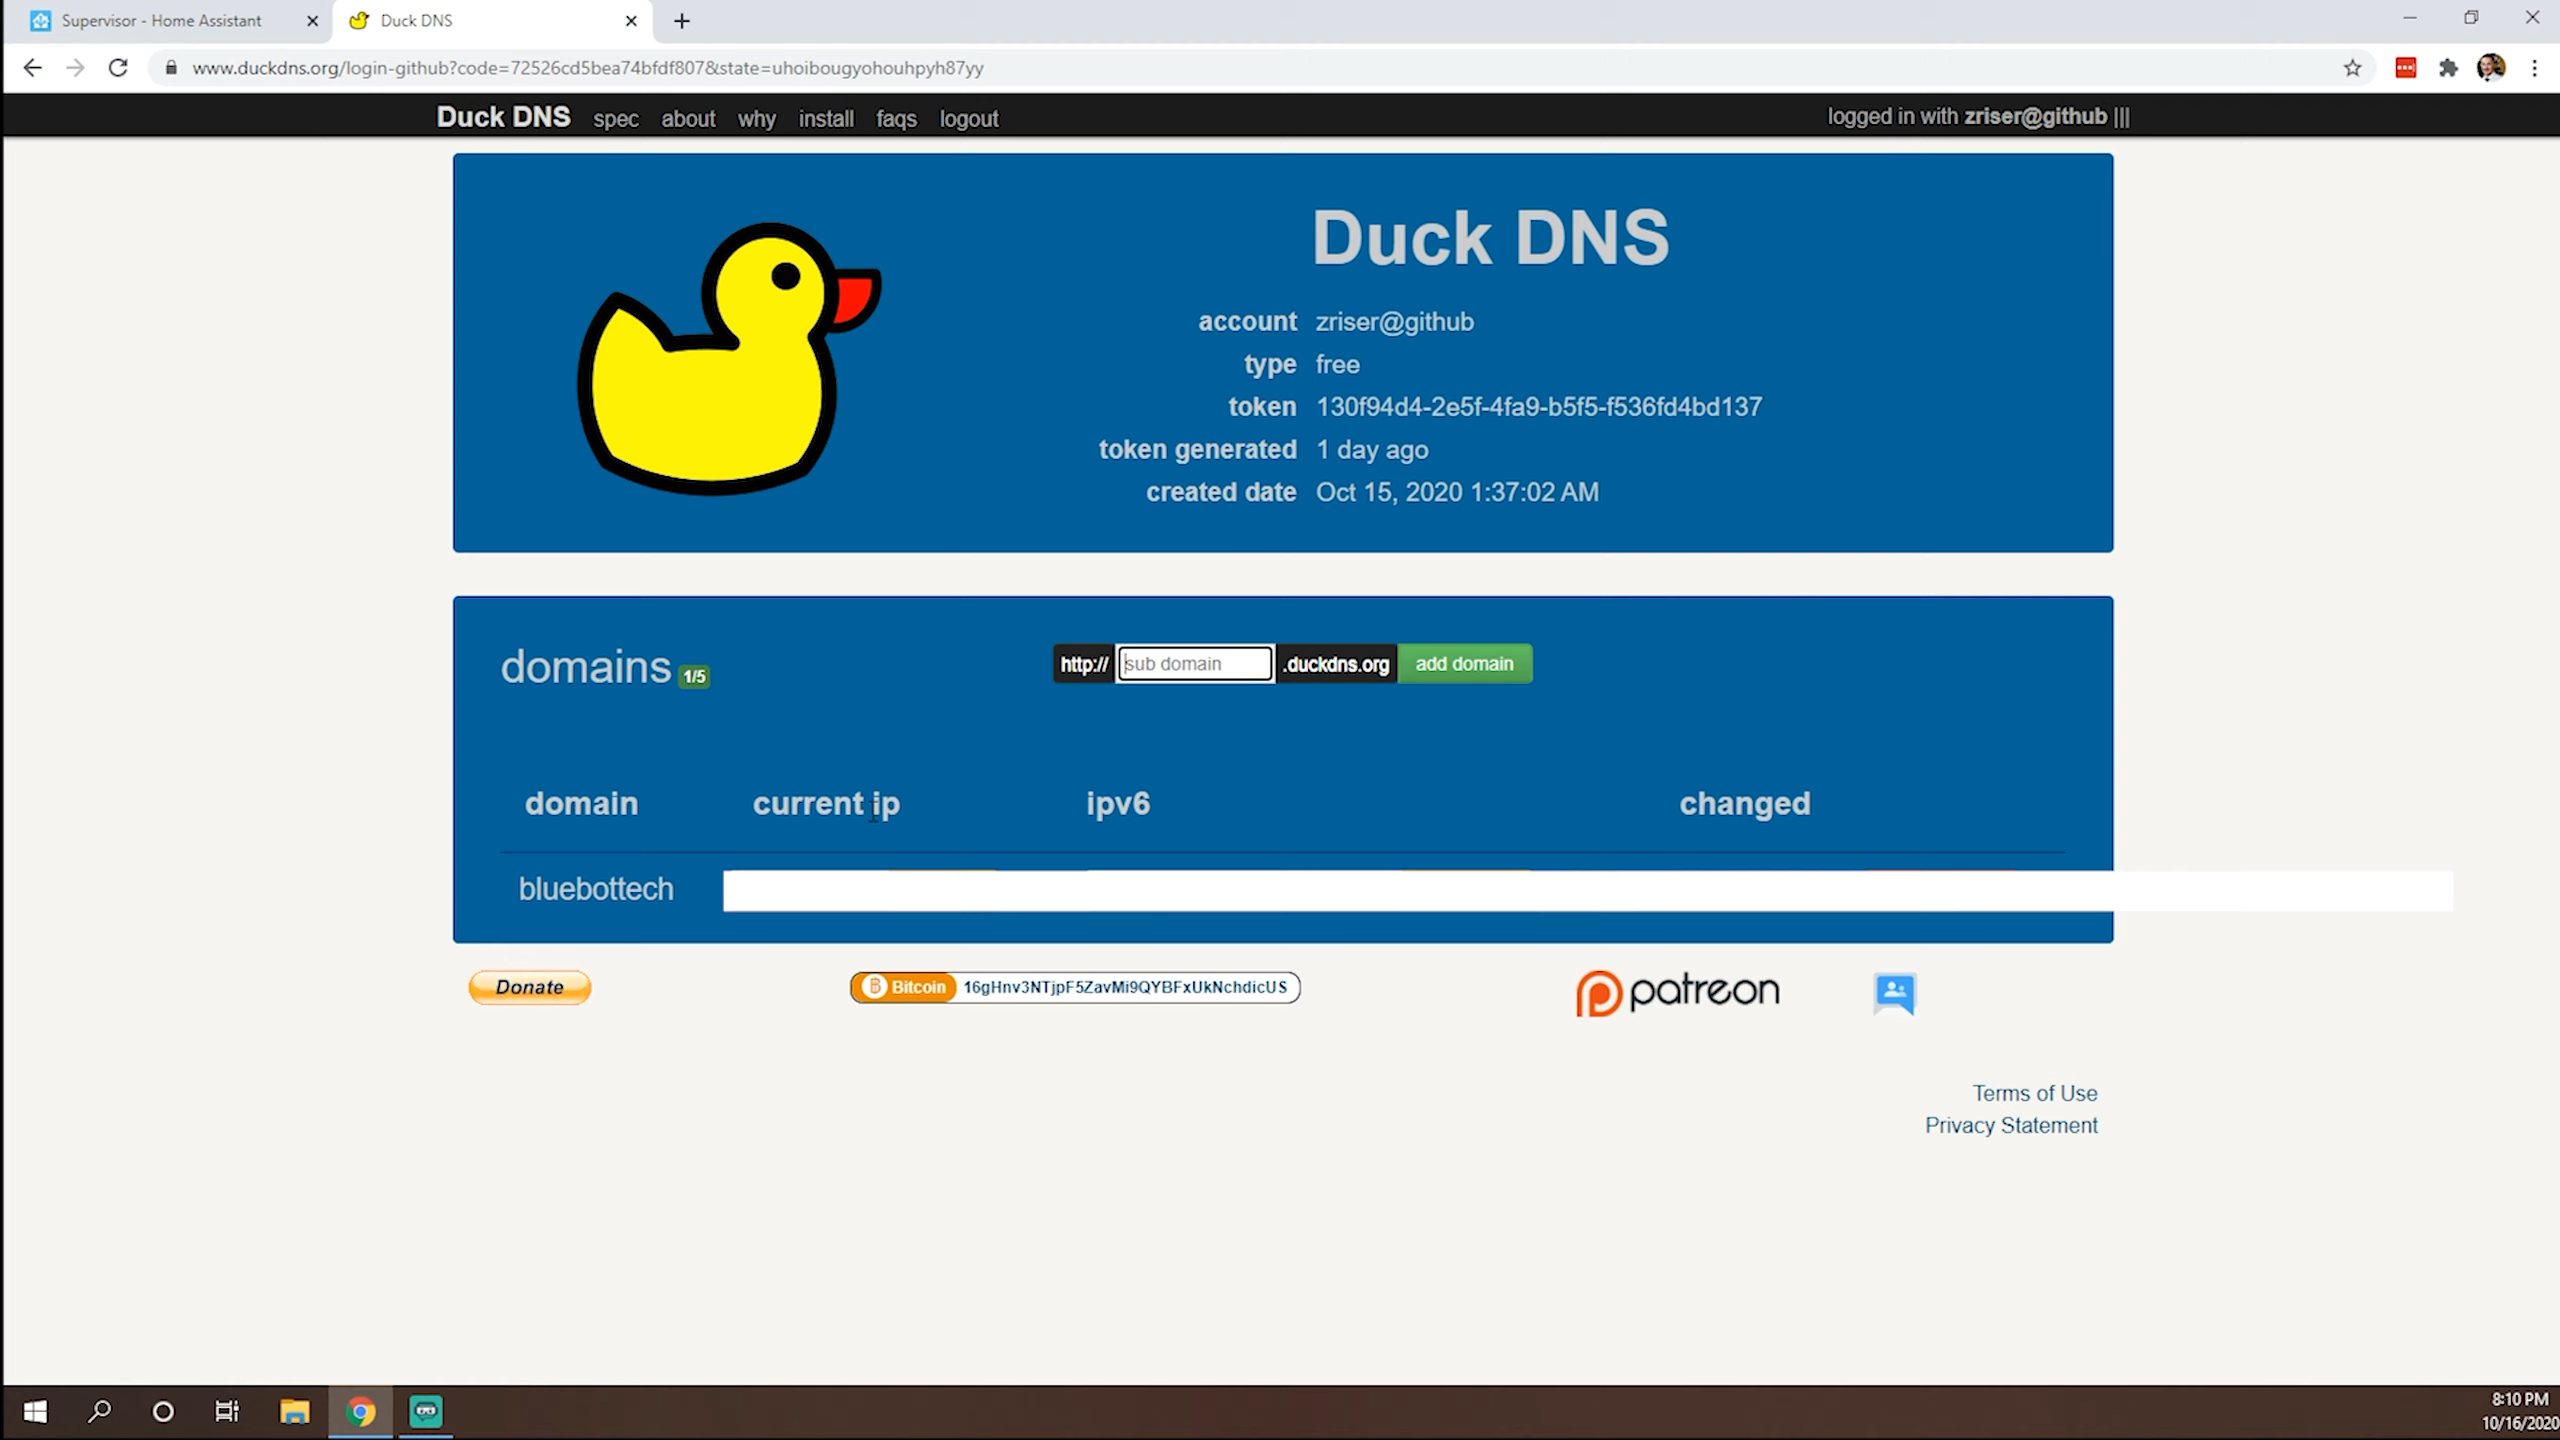 Supervisor - Home Assistant
Duck DNS
www.duckdns.org/login-github?code=72526cd5bea74bfdf807&state=uhoibougyohouhpyh87yy
Duck DNS spec about why install faqs logout logged in with zriser@github |||
Duck DNS
account zriser@github
type free
token 130f94d4-2e5f-4fa9-b5f5-f536fd4bd137
token generated 1 day ago
created date Oct 15, 2020 1:37:02 AM
domains 1/5 http:// sub domain .duckdns.org add domain
domain current ip ipv6 changed
bluebottech
Donate Bitcoin 16gHnv3NTjpF5ZavMi9QYBFxUkNchdicUS patreon
Terms of Use
Privacy Statement
8:10 PM
10/16/2020